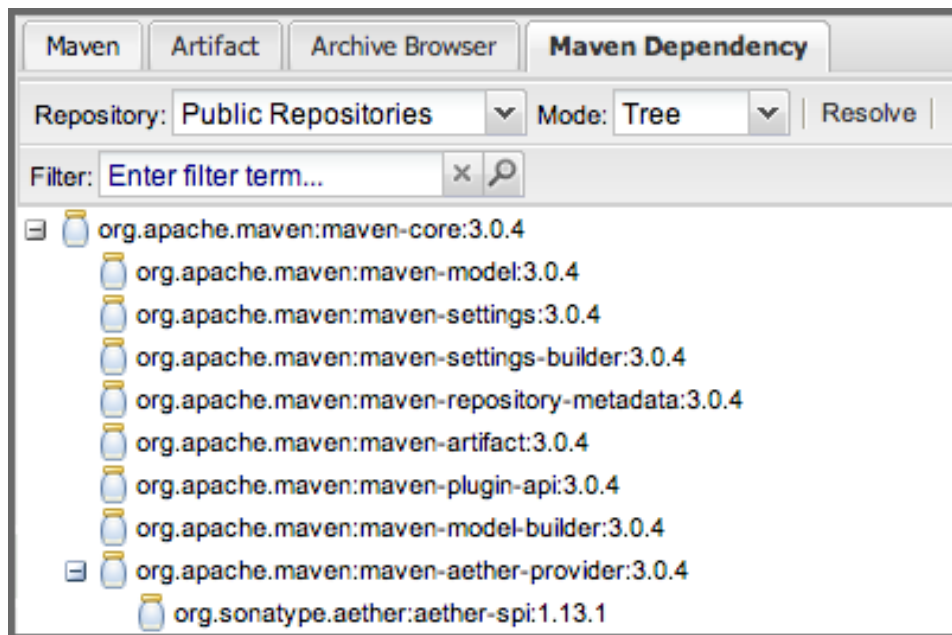 Maven Artifact Archive Browser Maven Dependency
Repository: Public Repositories Mode: Tree Resolve
Filter: Enter filter term...
org.apache.maven:maven-core:3.0.4
org.apache.maven:maven-model:3.0.4
org.apache.maven:maven-settings:3.0.4
org.apache.maven:maven-settings-builder:3.0.4
org.apache.maven:maven-repository-metadata:3.0.4
org.apache.maven:maven-artifact:3.0.4
org.apache.maven:maven-plugin-api:3.0.4
org.apache.maven:maven-model-builder:3.0.4
org.apache.maven:maven-aether-provider:3.0.4
org.sonatype.aether:aether-spi:1.13.1